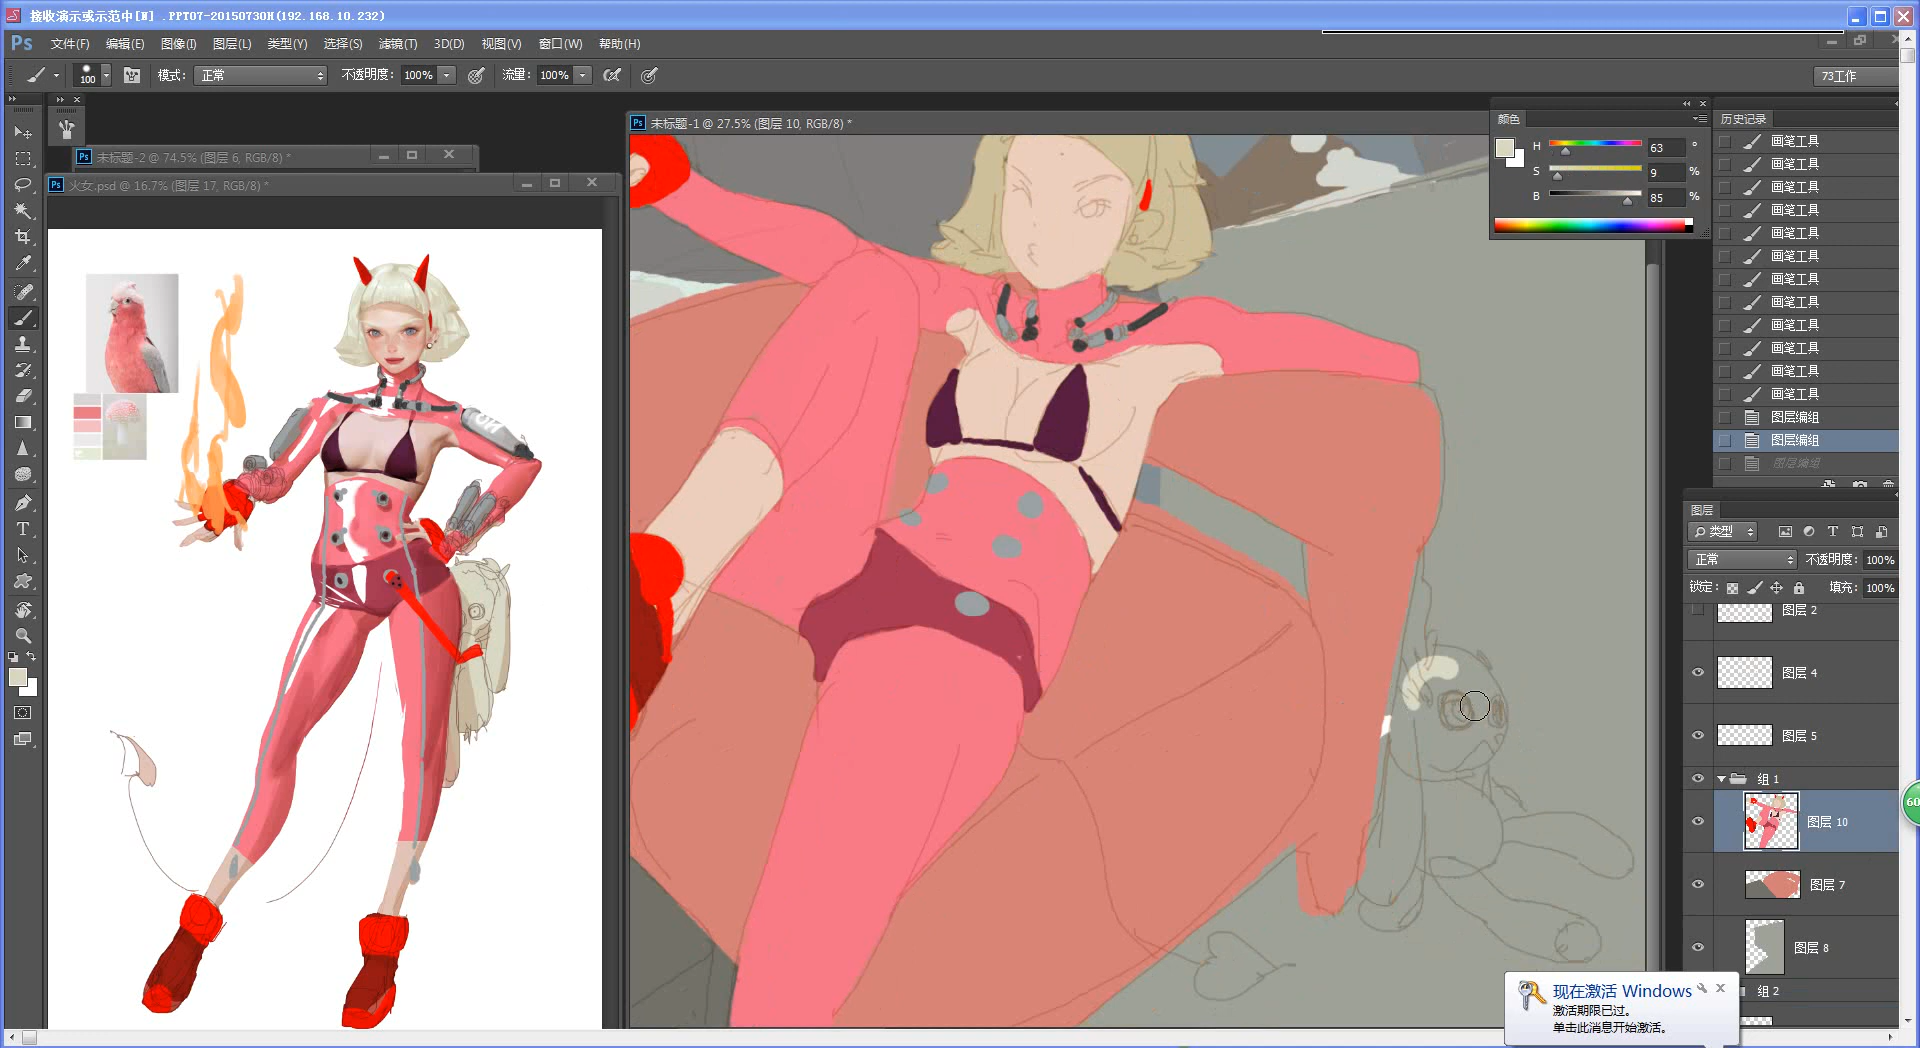 接收演示或示范中[N] .PPT07-20150730H(192.168.10.232)
Ps 文件(F) 编辑(E) 图像(I) 图层(L) 类型(Y) 选择(S) 滤镜(T) 3D(D) 视图(V) 窗口(W) 帮助(H)
100 模式: 正常 不透明度: 100% 流量: 100% 73工作
Ps 未标题-2 @ 74.5% (图层 6, RGB/8) *
Ps 火女.psd @ 16.7% (图层 17, RGB/8) *
Ps 未标题-1 @ 27.5% (图层 10, RGB/8) *
颜色
H 63 °
S 9 %
B 85 %
历史记录
画笔工具
画笔工具
画笔工具
画笔工具
画笔工具
画笔工具
画笔工具
画笔工具
画笔工具
画笔工具
画笔工具
画笔工具
图层编组
图层编组
图层编组
图层
类型
正常 不透明度: 100%
锁定: 填充: 100%
图层 2
图层 4
图层 5
组 1
图层 10
图层 7
图层 8
组 2
60
现在激活 Windows
激活期限已过。
单击此消息开始激活。